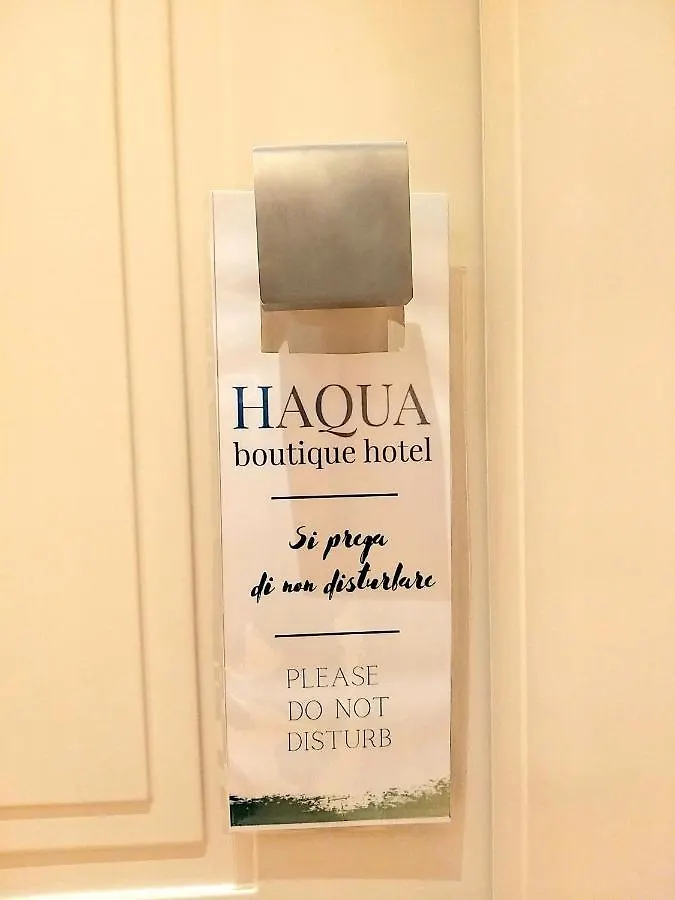 HAQUA
boutique hotel
Si prega
di non disturbare
PLEASE
DO NOT
DISTURB